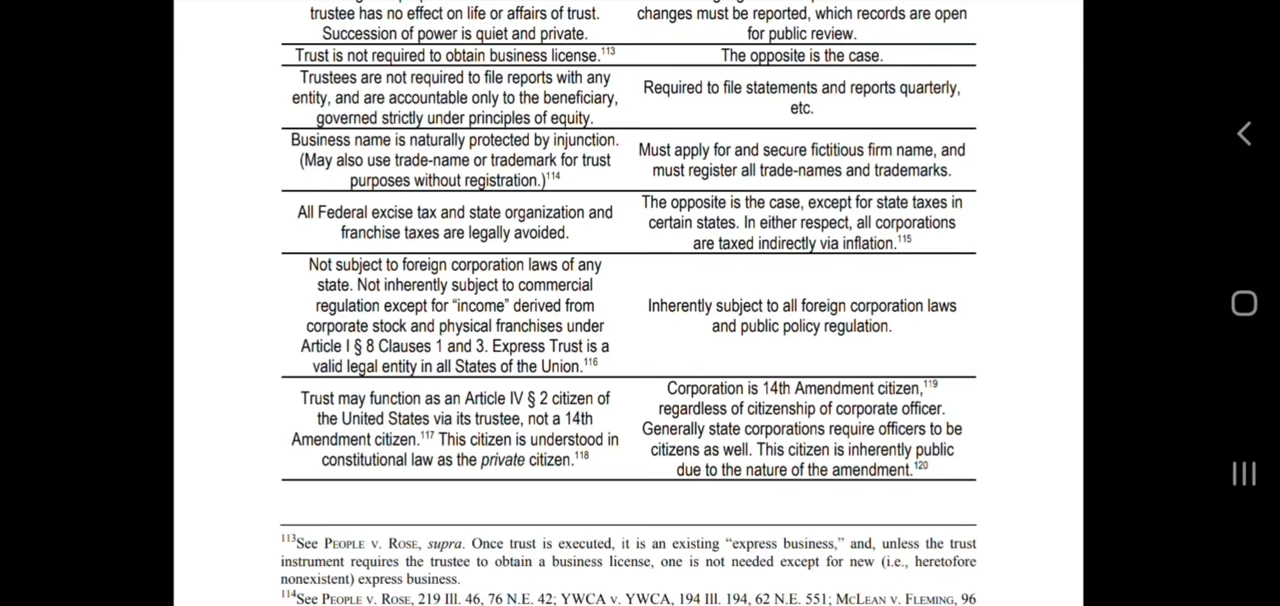 trustee has no effect on life or affairs of trust.
Succession of power is quiet and private.
changes must be reported, which records are open
for public review.
Trust is not required to obtain business license.113
The opposite is the case.
Trustees are not required to file reports with any
entity, and are accountable only to the beneficiary,
governed strictly under principles of equity.
Required to file statements and reports quarterly,
etc.
Business name is naturally protected by injunction.
(May also use trade-name or trademark for trust
purposes without registration.)114
Must apply for and secure fictitious firm name, and
must register all trade-names and trademarks.
All Federal excise tax and state organization and
franchise taxes are legally avoided.
The opposite is the case, except for state taxes in
certain states. In either respect, all corporations
are taxed indirectly via inflation.115
Not subject to foreign corporation laws of any
state. Not inherently subject to commercial
regulation except for “income” derived from
corporate stock and physical franchises under
Article I § 8 Clauses 1 and 3. Express Trust is a
valid legal entity in all States of the Union.116
Inherently subject to all foreign corporation laws
and public policy regulation.
Trust may function as an Article IV § 2 citizen of
the United States via its trustee, not a 14th
Amendment citizen.117 This citizen is understood in
constitutional law as the private citizen.118
Corporation is 14th Amendment citizen,119
regardless of citizenship of corporate officer.
Generally state corporations require officers to be
citizens as well. This citizen is inherently public
due to the nature of the amendment.120
113See PEOPLE V. ROSE, supra. Once trust is executed, it is an existing “express business,” and, unless the trust
instrument requires the trustee to obtain a business license, one is not needed except for new (i.e., heretofore
nonexistent) express business.
114See PEOPLE V. ROSE, 219 Ill. 46, 76 N.E. 42; YWCA V. YWCA, 194 Ill. 194, 62 N.E. 551; MCLEAN V. FLEMING, 96